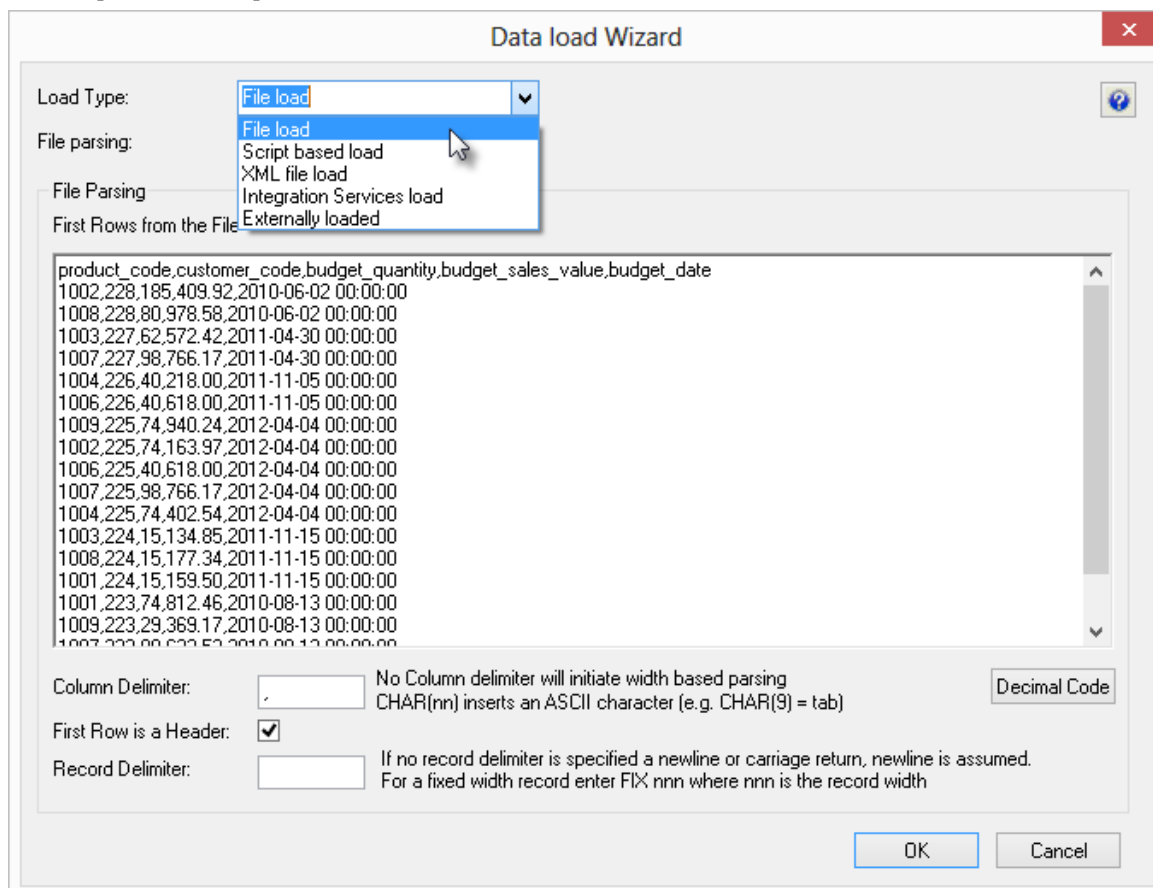 Data load Wizard
Load Type:
File load
File load
Script based load
XML file load
Integration Services load
Externally loaded
File parsing:
File Parsing
First Rows from the File
product_code,customer_code,budget_quantity,budget_sales_value,budget_date
1002,228,185,409.92,2010-06-02 00:00:00
1008,228,80,978.58,2010-06-02 00:00:00
1003,227,62,572.42,2011-04-30 00:00:00
1007,227,98,766.17,2011-04-30 00:00:00
1004,226,40,218.00,2011-11-05 00:00:00
1006,226,40,618.00,2011-11-05 00:00:00
1009,225,74,940.24,2012-04-04 00:00:00
1002,225,74,163.97,2012-04-04 00:00:00
1006,225,40,618.00,2012-04-04 00:00:00
1007,225,98,766.17,2012-04-04 00:00:00
1004,225,74,402.54,2012-04-04 00:00:00
1003,224,15,134.85,2011-11-15 00:00:00
1008,224,15,177.34,2011-11-15 00:00:00
1001,224,15,159.50,2011-11-15 00:00:00
1001,223,74,812.46,2010-08-13 00:00:00
1009,223,29,369.17,2010-08-13 00:00:00
Column Delimiter:
,
No Column delimiter will initiate width based parsing
CHAR(nn) inserts an ASCII character (e.g. CHAR(9) = tab)
Decimal Code
First Row is a Header:
Record Delimiter:
If no record delimiter is specified a newline or carriage return, newline is assumed.
For a fixed width record enter FIX nnn where nnn is the record width
OK
Cancel